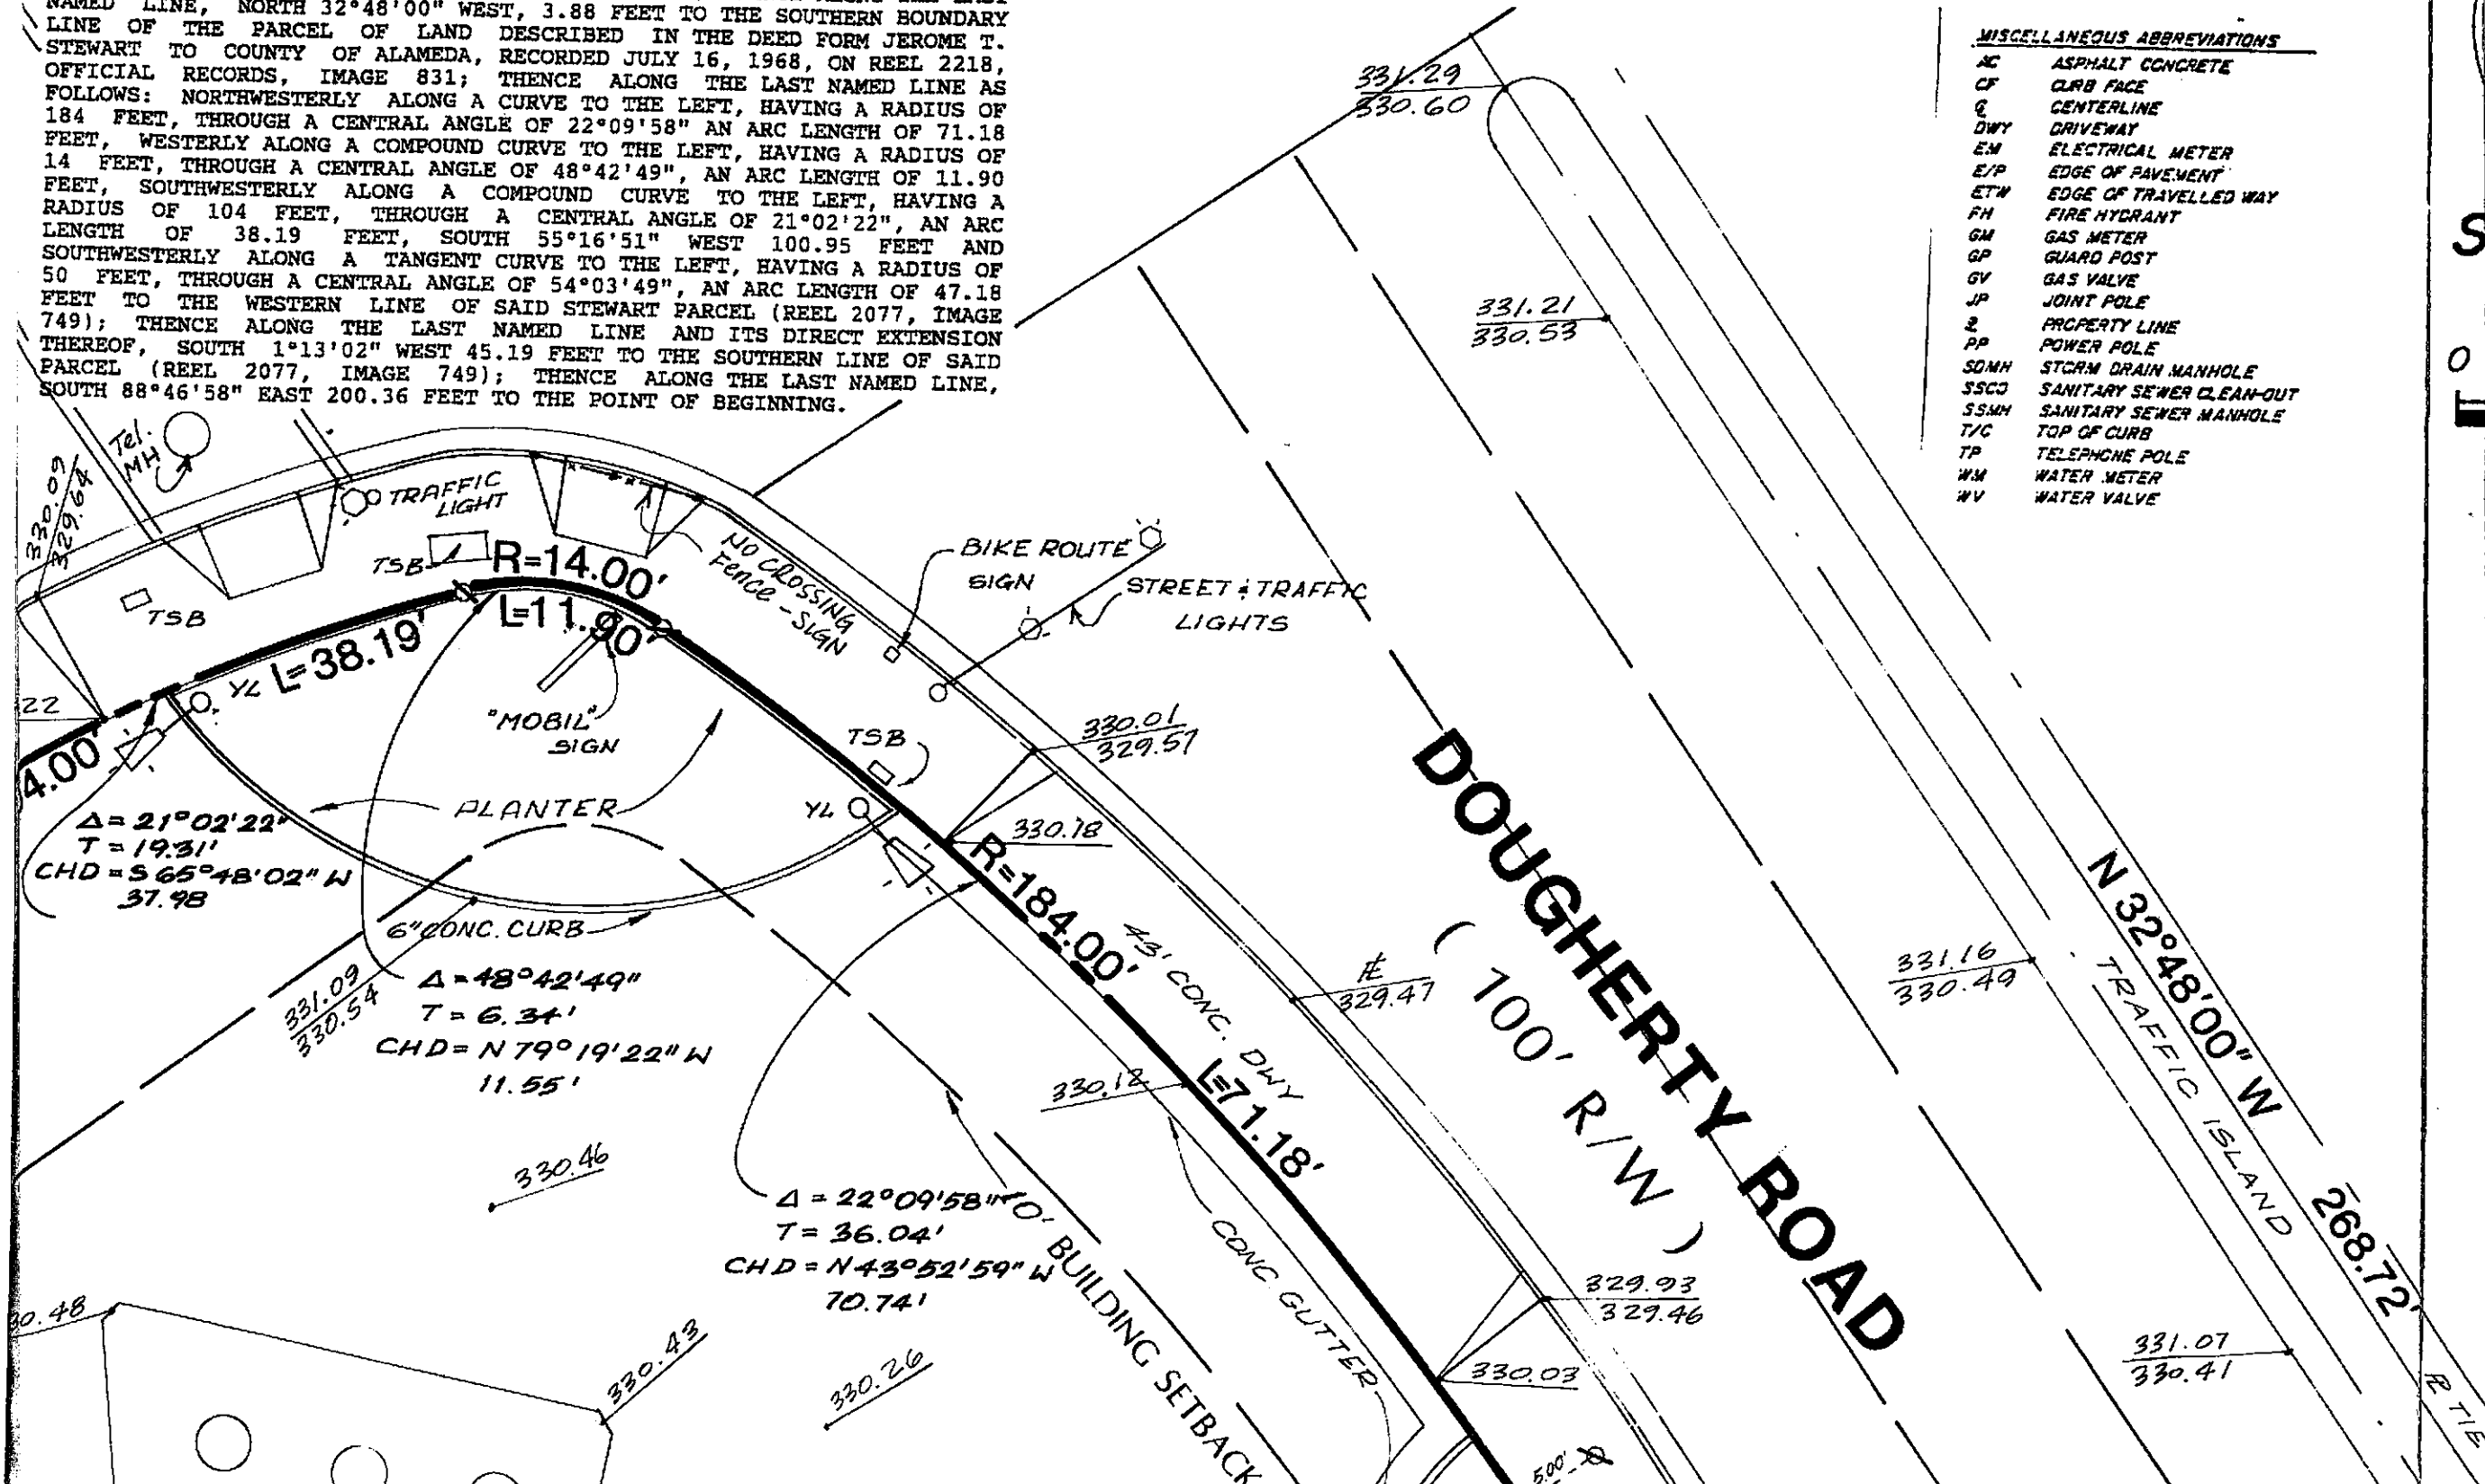 NAMED LINE, NORTH 32°48'00" WEST, 3.88 FEET TO THE SOUTHERN BOUNDARY
LINE OF THE PARCEL OF LAND DESCRIBED IN THE DEED FORM JEROME T.
STEWART TO COUNTY OF ALAMEDA, RECORDED JULY 16, 1968, ON REEL 2218,
OFFICIAL RECORDS, IMAGE 831; THENCE ALONG THE LAST NAMED LINE AS
FOLLOWS: NORTHWESTERLY ALONG A CURVE TO THE LEFT, HAVING A RADIUS OF
184 FEET, THROUGH A CENTRAL ANGLE OF 22°09'58" AN ARC LENGTH OF 71.18
FEET, WESTERLY ALONG A COMPOUND CURVE TO THE LEFT, HAVING A RADIUS OF
14 FEET, THROUGH A CENTRAL ANGLE OF 48°42'49", AN ARC LENGTH OF 11.90
FEET, SOUTHWESTERLY ALONG A COMPOUND CURVE TO THE LEFT, HAVING A
RADIUS OF 104 FEET, THROUGH A CENTRAL ANGLE OF 21°02'22", AN ARC
LENGTH OF 38.19 FEET, SOUTH 55°16'51" WEST 100.95 FEET AND
SOUTHWESTERLY ALONG A TANGENT CURVE TO THE LEFT, HAVING A RADIUS OF
50 FEET, THROUGH A CENTRAL ANGLE OF 54°03'49", AN ARC LENGTH OF 47.18
FEET TO THE WESTERN LINE OF SAID STEWART PARCEL (REEL 2077, IMAGE
749); THENCE ALONG THE LAST NAMED LINE AND ITS DIRECT EXTENSION
THEREOF, SOUTH 1°13'02" WEST 45.19 FEET TO THE SOUTHERN LINE OF SAID
PARCEL (REEL 2077, IMAGE 749); THENCE ALONG THE LAST NAMED LINE,
SOUTH 88°46'58" EAST 200.36 FEET TO THE POINT OF BEGINNING.
MISCELLANEOUS ABBREVIATIONS
AC ASPHALT CONCRETE
CF CURB FACE
℄ CENTERLINE
DWY DRIVEWAY
EM ELECTRICAL METER
E/P EDGE OF PAVEMENT
ETW EDGE OF TRAVELLED WAY
FH FIRE HYDRANT
GM GAS METER
GP GUARD POST
GV GAS VALVE
JP JOINT POLE
PROPERTY LINE
PP POWER POLE
SDMH STORM DRAIN MANHOLE
SSCO SANITARY SEWER CLEAN-OUT
SSMH SANITARY SEWER MANHOLE
T/C TOP OF CURB
TP TELEPHONE POLE
WM WATER METER
WV WATER VALVE
331.29
330.60
331.21
330.53
Tel.
MH
330.09
329.64
TRAFFIC
LIGHT
TSB
TSB
R=14.00'
L=11.90'
L=38.19'
NO CROSSING
FENCE-SIGN
BIKE ROUTE
SIGN
STREET & TRAFFIC
LIGHTS
YL
22
4.00'
"MOBIL"
SIGN
TSB
330.01
329.57
PLANTER
YL
330.18
Δ = 21°02'22"
T = 19.31'
CHD = S 65°48'02" W
37.98
6" CONC. CURB
331.09
330.54
Δ = 48°42'49"
T = 6.34'
CHD = N 79°19'22" W
11.55'
R=184.00'
43' CONC. DWY
329.47
DOUGHERTY ROAD
( 100' R/W )
N 32°48'00" W
268.72'
331.16
330.49
TRAFFIC ISLAND
330.12
L=71.18'
330.46
Δ = 22°09'58"
T = 36.04'
CHD = N 43°52'59" W
70.74'
10' BUILDING SETBACK
CONC. GUTTER
329.93
329.46
330.03
331.07
330.41
30.48
330.43
330.26
5.00'
TIE
S
O